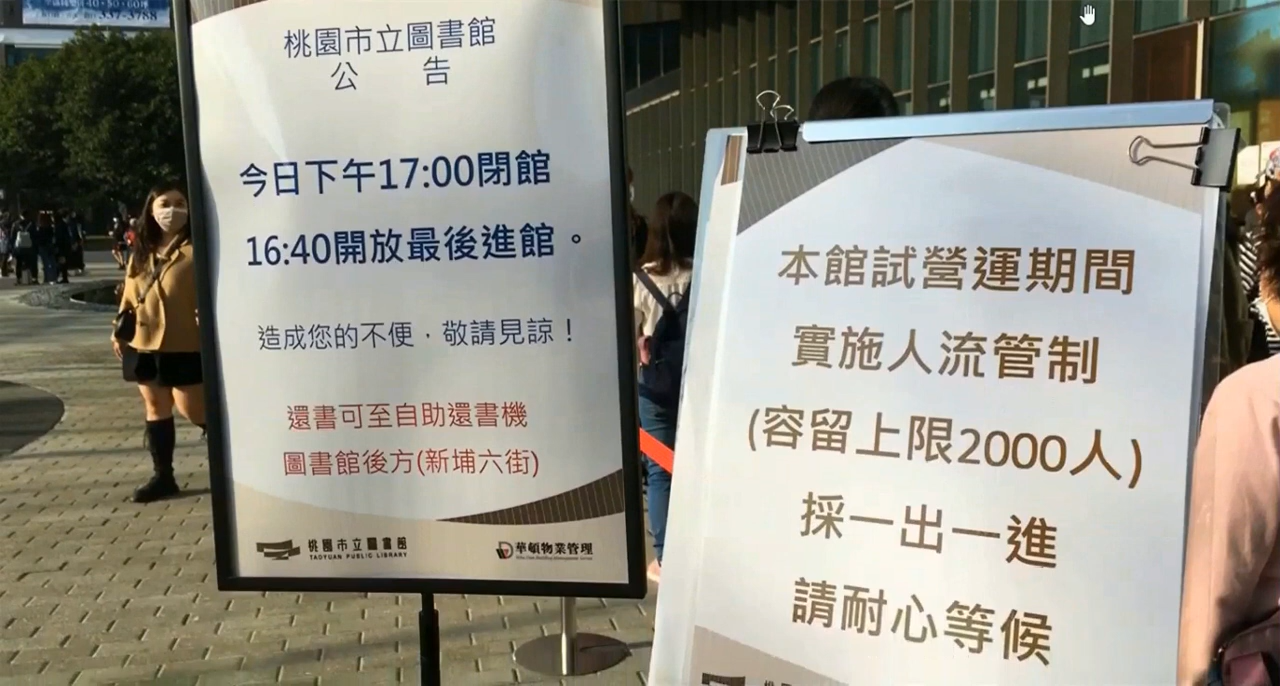 337-3788
桃園市立圖書館
公 告
今日下午17:00閉館
16:40開放最後進館。
造成您的不便，敬請見諒！
還書可至自助還書機
圖書館後方(新埔六街)
桃園市立圖書館
TAOYUAN PUBLIC LIBRARY
華頓物業管理
本館試營運期間
實施人流管制
(容留上限2000人)
採一出一進
請耐心等候